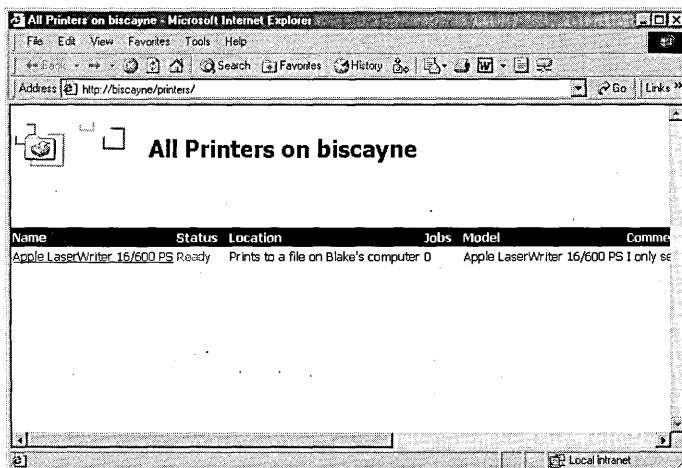 All Printers on biscayne - Microsoft Internet Explorer
File Edit View Favorites Tools Help
Back Search Favorites History
Address http://biscayne/printers/ Go Links »
All Printers on biscayne
Name Status Location Jobs Model Comme
Apple LaserWriter 16/600 PS Ready Prints to a file on Blake's computer 0 Apple LaserWriter 16/600 PS I only se
Local intranet